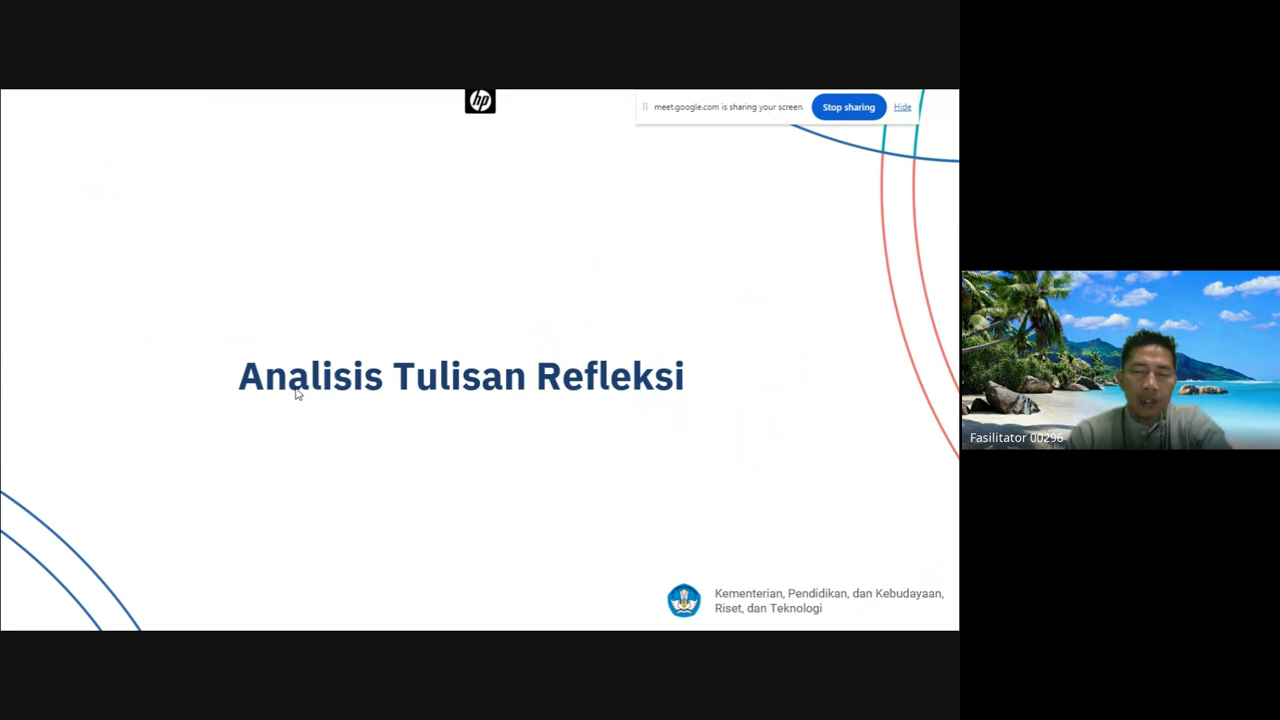 hp
meet.google.com is sharing your screen.
Stop sharing
Hide
Analisis Tulisan Refleksi
Fasilitator 00296
Kementerian, Pendidikan, dan Kebudayaan,
Riset, dan Teknologi